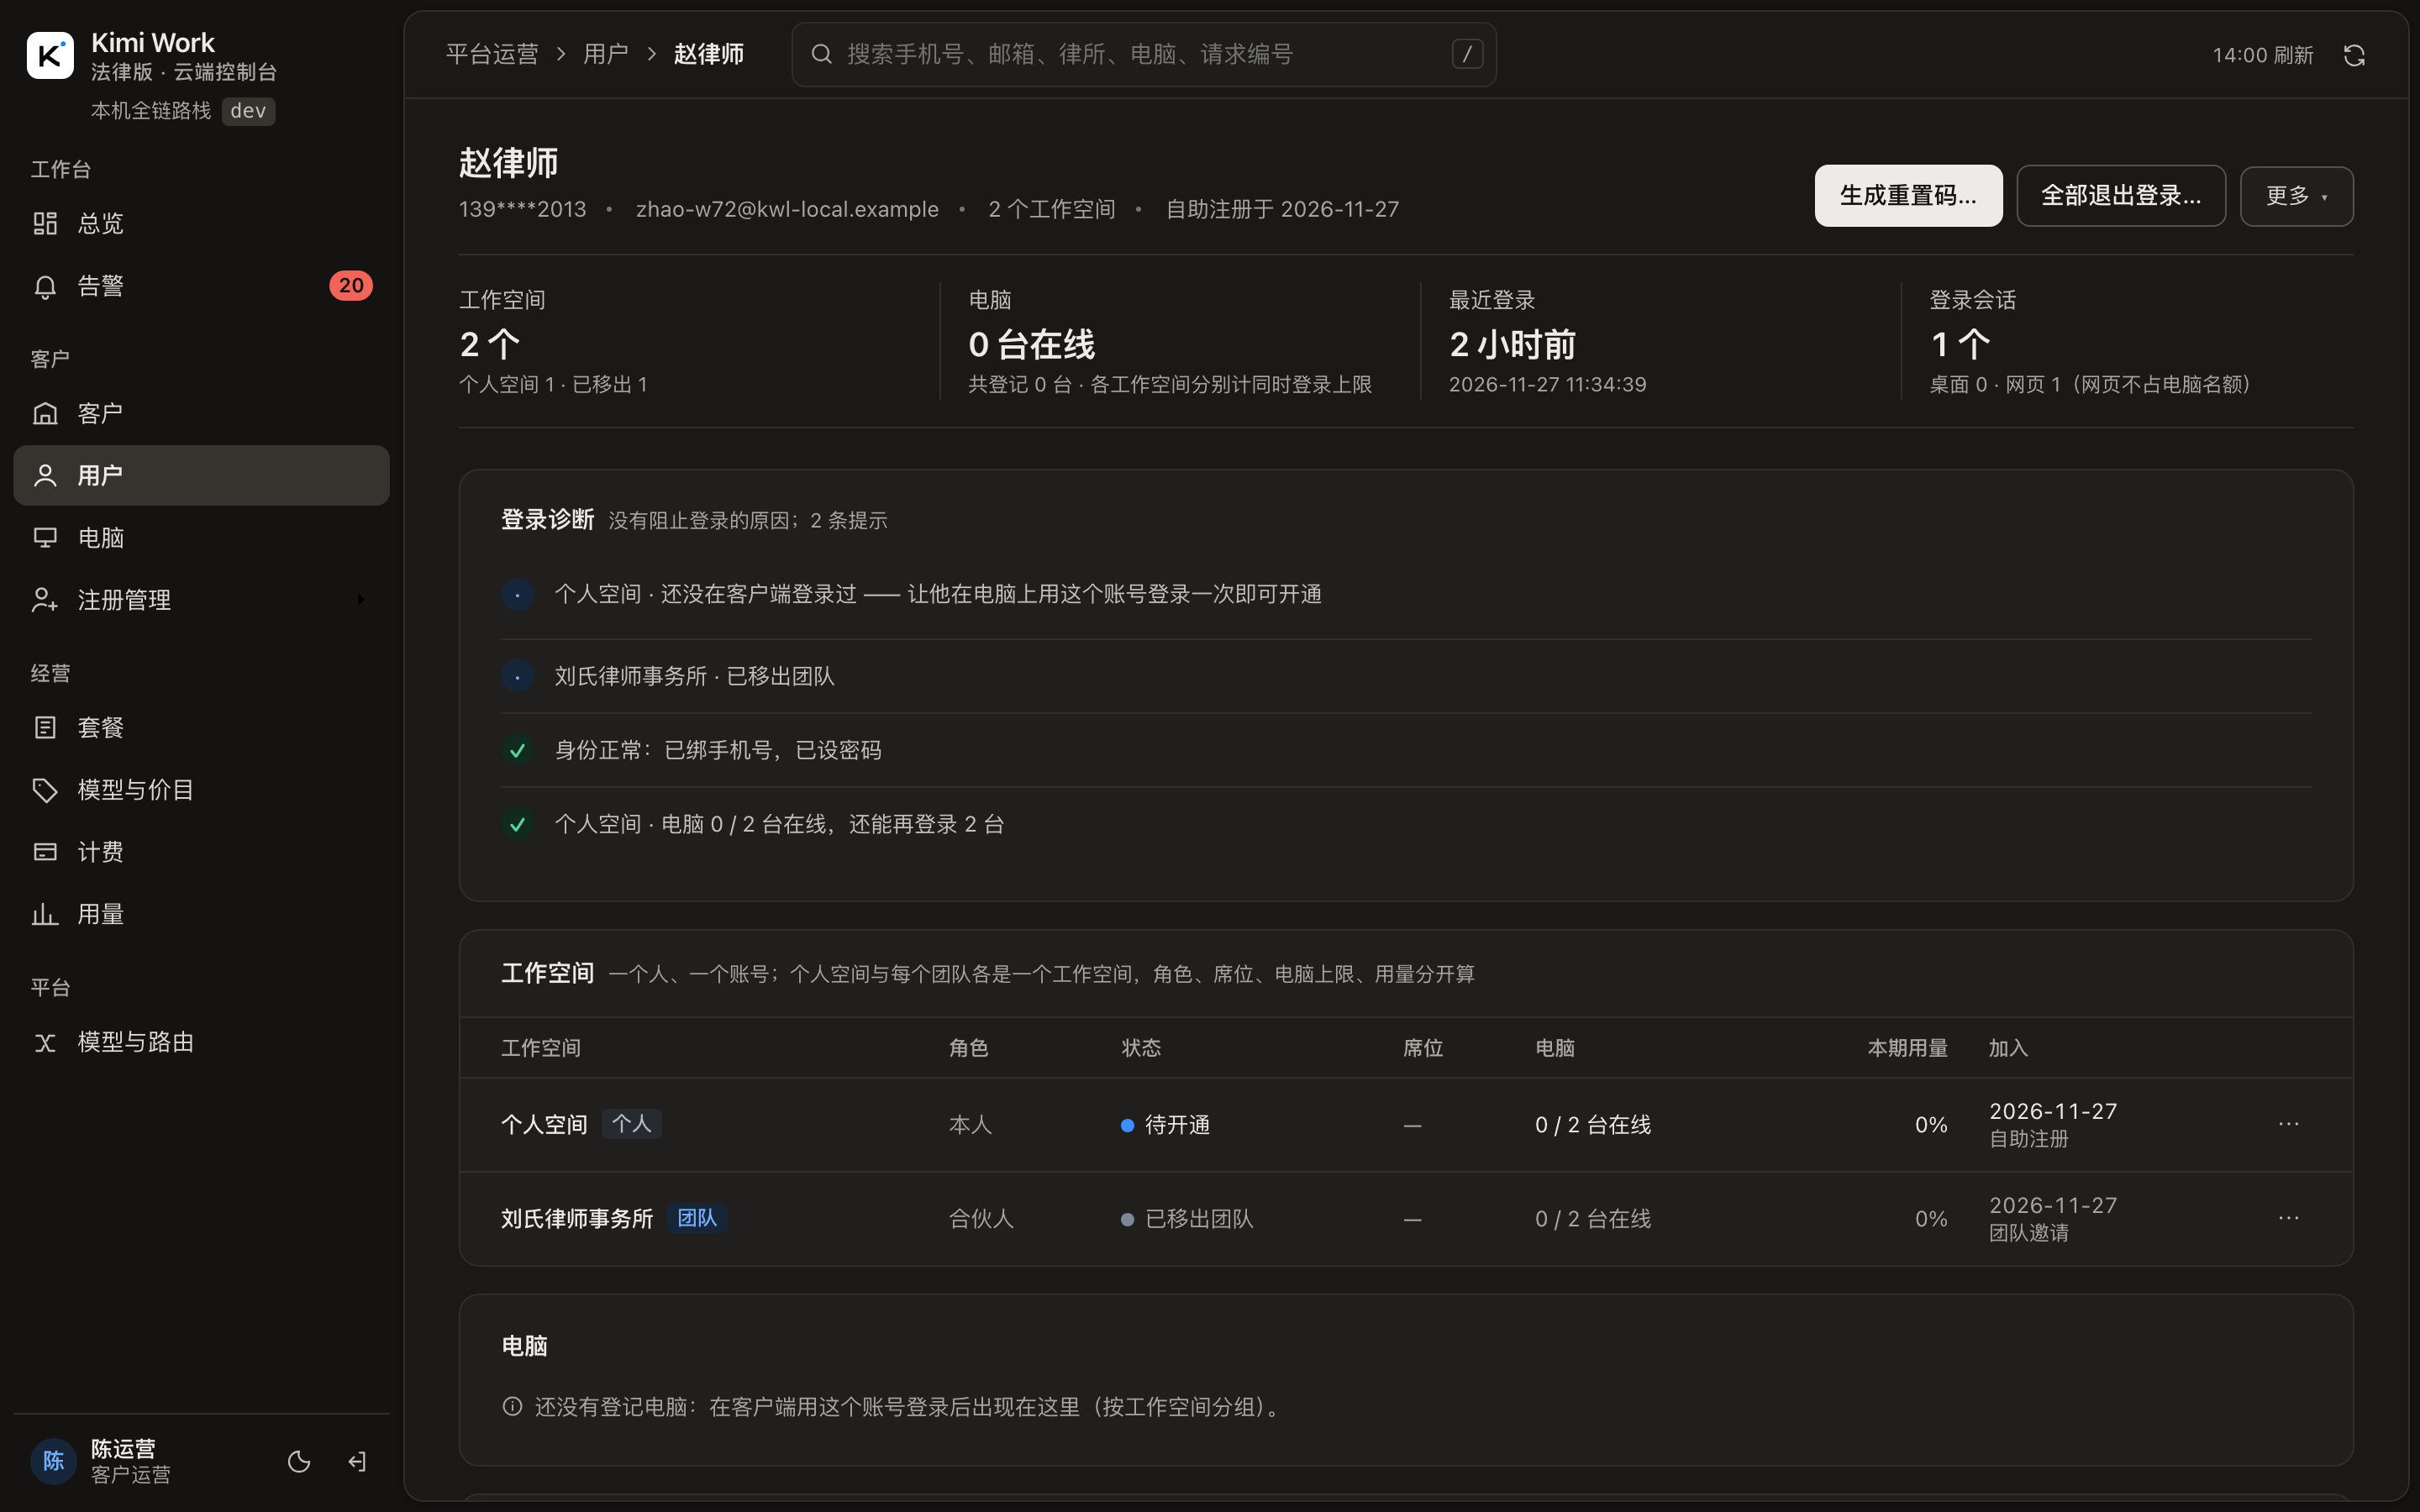 Kimi Work
法律版 · 云端控制台
本机全链路栈 dev
工作台
总览
告警 20
客户
客户
用户
电脑
注册管理
经营
套餐
模型与价目
计费
用量
平台
模型与路由
陈 陈运营
客户运营
平台运营 > 用户 > 赵律师
搜索手机号、邮箱、律所、电脑、请求编号 /
14:00 刷新
赵律师
139****2013 • zhao-w72@kwl-local.example • 2 个工作空间 • 自助注册于 2026-11-27
生成重置码... 全部退出登录... 更多
工作空间
2 个
个人空间 1 · 已移出 1
电脑
0 台在线
共登记 0 台 · 各工作空间分别计同时登录上限
最近登录
2 小时前
2026-11-27 11:34:39
登录会话
1 个
桌面 0 · 网页 1（网页不占电脑名额）
登录诊断 没有阻止登录的原因；2 条提示
个人空间 · 还没在客户端登录过 —— 让他在电脑上用这个账号登录一次即可开通
刘氏律师事务所 · 已移出团队
身份正常：已绑手机号，已设密码
个人空间 · 电脑 0 / 2 台在线，还能再登录 2 台
工作空间 一个人、一个账号；个人空间与每个团队各是一个工作空间，角色、席位、电脑上限、用量分开算
工作空间 角色 状态 席位 电脑 本期用量 加入
个人空间 个人 本人 待开通 — 0 / 2 台在线 0% 2026-11-27 ···
自助注册
刘氏律师事务所 团队 合伙人 已移出团队 — 0 / 2 台在线 0% 2026-11-27 ···
团队邀请
电脑
还没有登记电脑：在客户端用这个账号登录后出现在这里（按工作空间分组）。